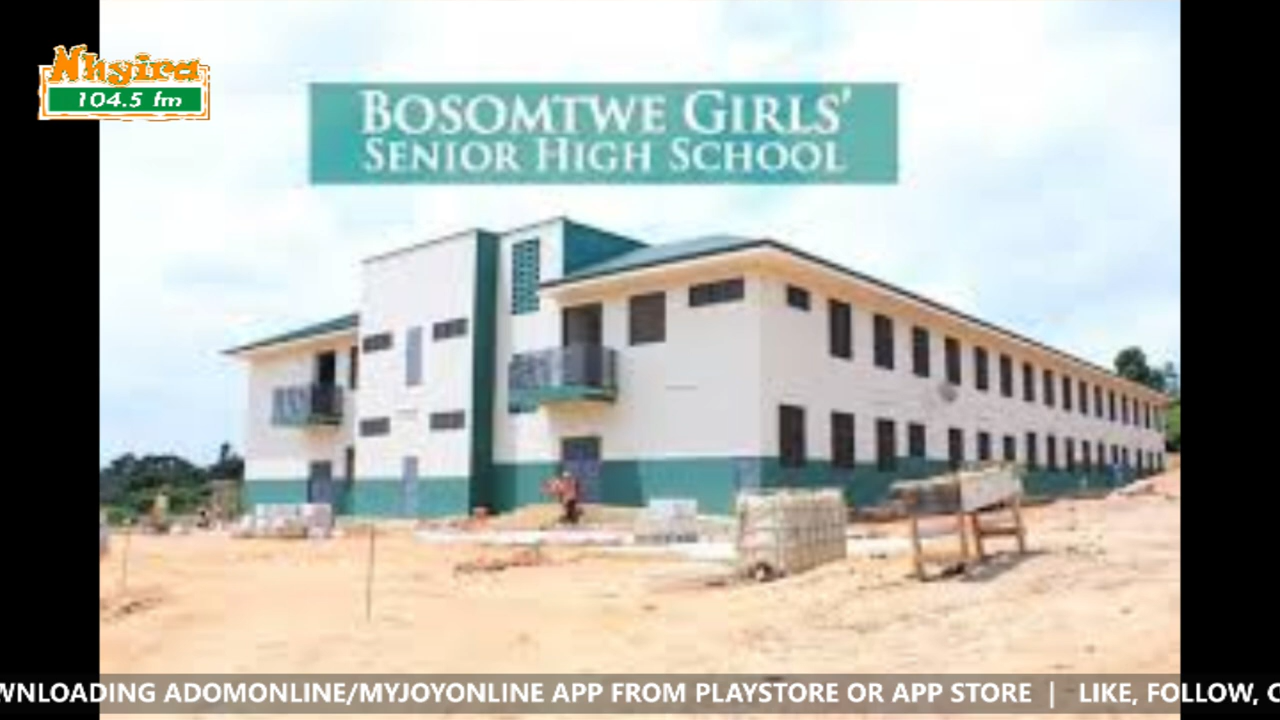 Nhyira
104.5 fm
BOSOMTWE GIRLS'
SENIOR HIGH SCHOOL
WNLOADING ADOMONLINE/MYJOYONLINE APP FROM PLAYSTORE OR APP STORE | LIKE, FOLLOW,